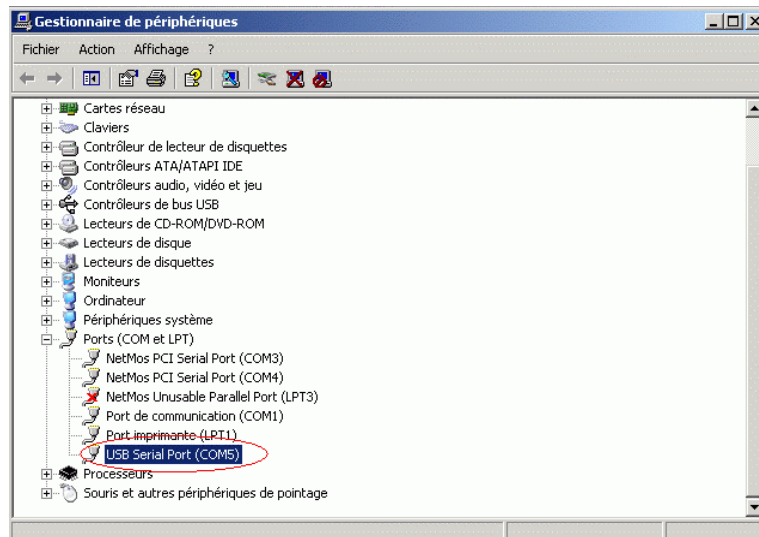 Gestionnaire de périphériques
Fichier Action Affichage ?
Cartes réseau
Claviers
Contrôleur de lecteur de disquettes
Contrôleurs ATA/ATAPI IDE
Contrôleurs audio, vidéo et jeu
Contrôleurs de bus USB
Lecteurs de CD-ROM/DVD-ROM
Lecteurs de disque
Lecteurs de disquettes
Moniteurs
Ordinateur
Périphériques système
Ports (COM et LPT)
NetMos PCI Serial Port (COM3)
NetMos PCI Serial Port (COM4)
NetMos Unusable Parallel Port (LPT3)
Port de communication (COM1)
Port imprimante (LPT1)
USB Serial Port (COM5)
Processeurs
Souris et autres périphériques de pointage